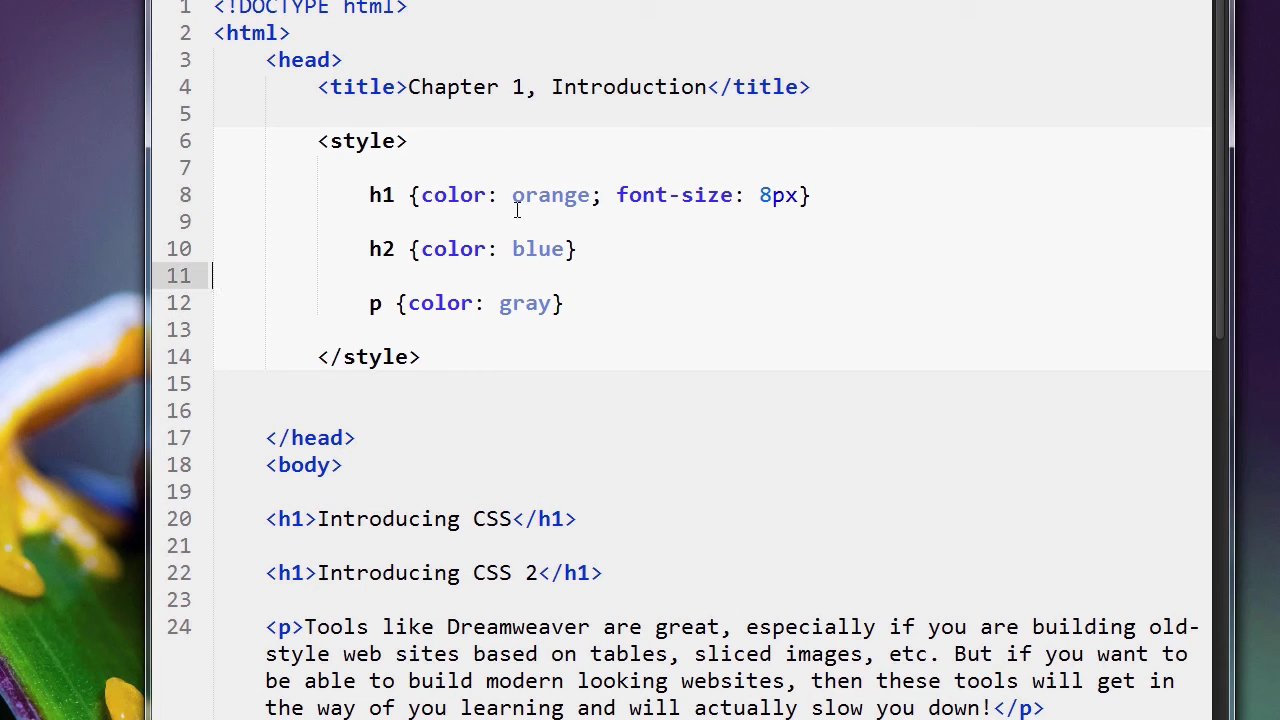 1 <!DOCTYPE html>
2 <html>
3 <head>
4 <title>Chapter 1, Introduction</title>
5
6 <style>
7
8 h1 {color: orange; font-size: 8px}
9
10 h2 {color: blue}
11
12 p {color: gray}
13
14 </style>
15
16
17 </head>
18 <body>
19
20 <h1>Introducing CSS</h1>
21
22 <h1>Introducing CSS 2</h1>
23
24 <p>Tools like Dreamweaver are great, especially if you are building old-
style web sites based on tables, sliced images, etc. But if you want to
be able to build modern looking websites, then these tools will get in
the way of you learning and will actually slow you down!</p>